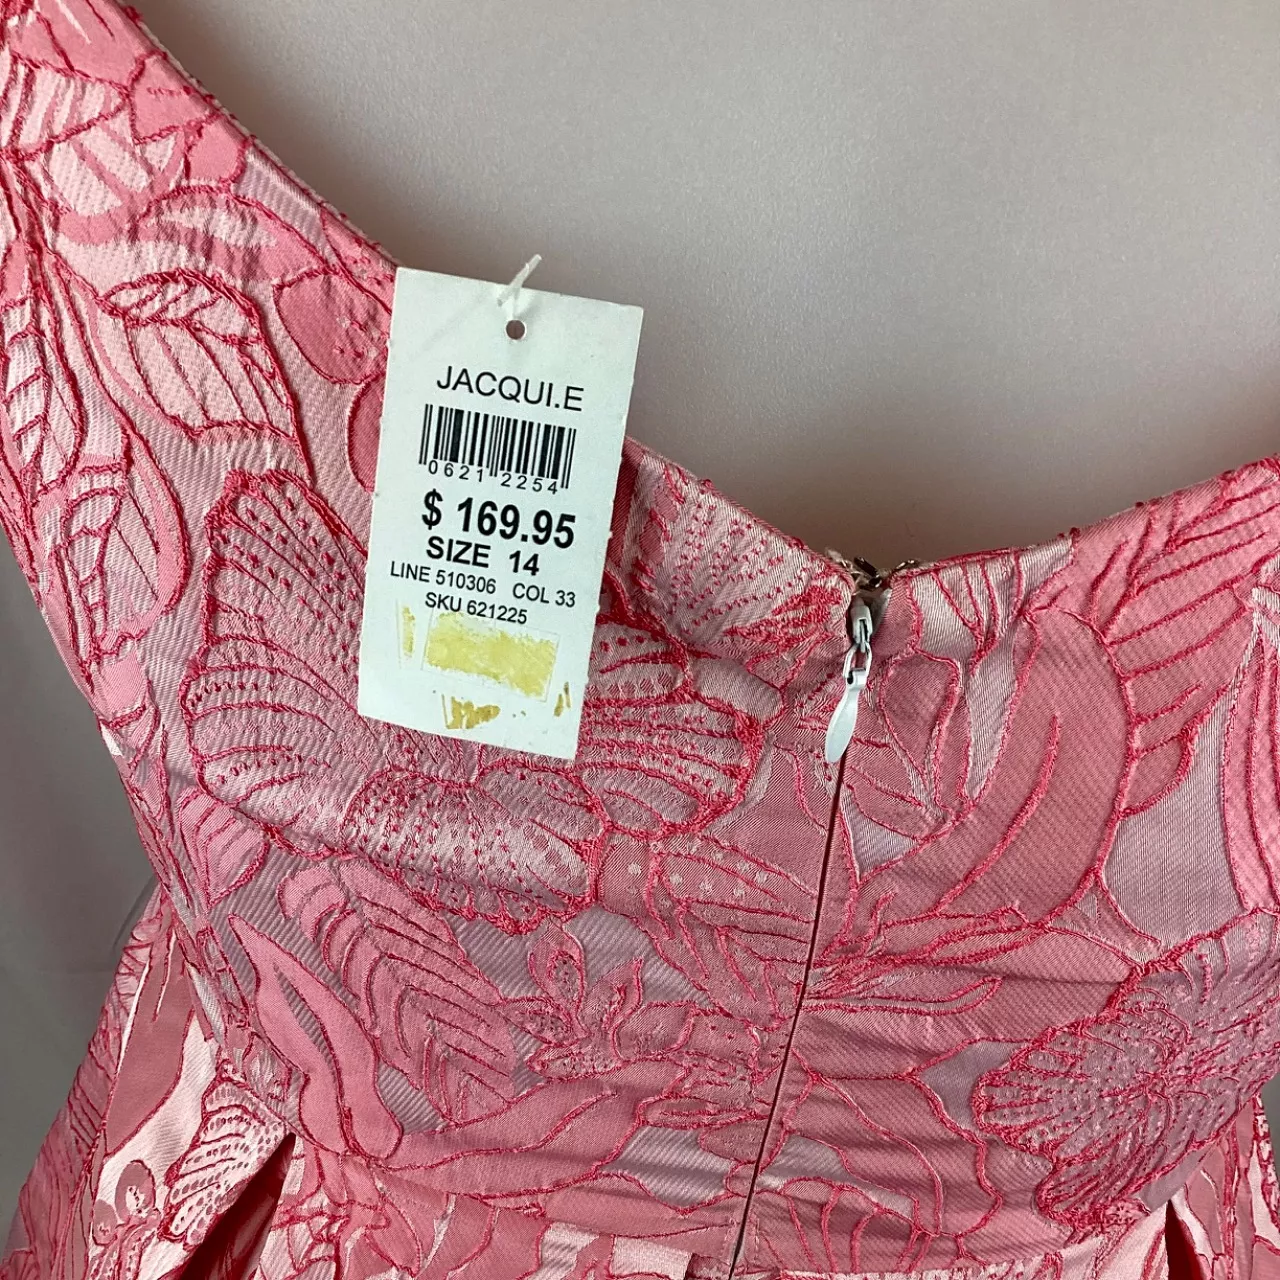 JACQUI.E
0621 2254
$ 169.95
SIZE 14
LINE 510306 COL 33
SKU 621225